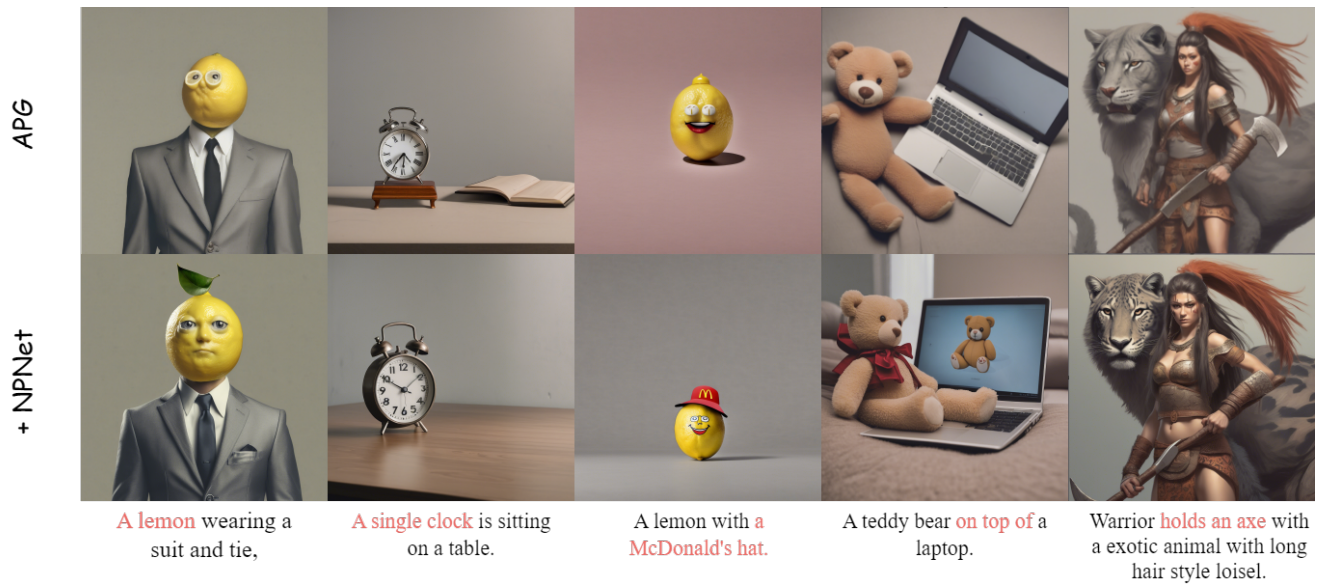 APG
+ NPNet
A lemon wearing a
suit and tie,
A single clock is sitting
on a table.
A lemon with a
McDonald's hat.
A teddy bear on top of a
laptop.
Warrior holds an axe with
a exotic animal with long
hair style loisel.